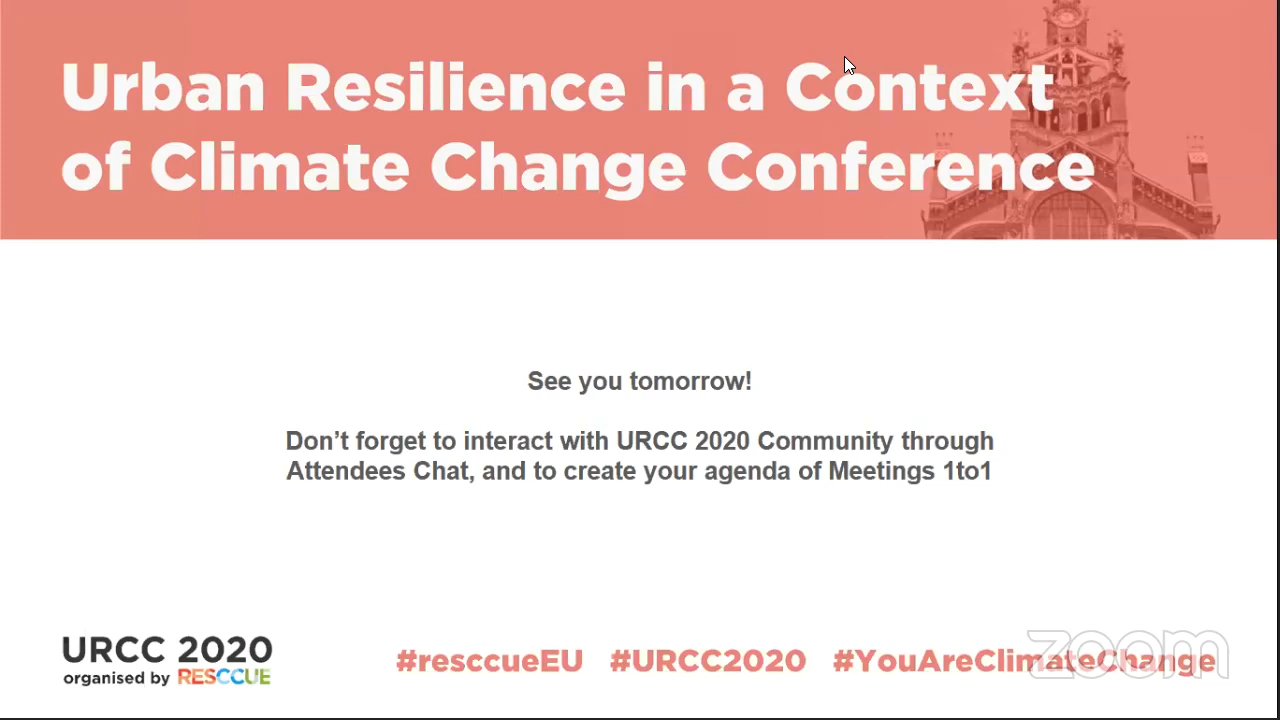 Urban Resilience in a Context
of Climate Change Conference
See you tomorrow!
Don’t forget to interact with URCC 2020 Community through
Attendees Chat, and to create your agenda of Meetings 1to1
URCC 2020
organised by RESCCUE
#resccueEU #URCC2020 #YouAreClimateChange
zoom